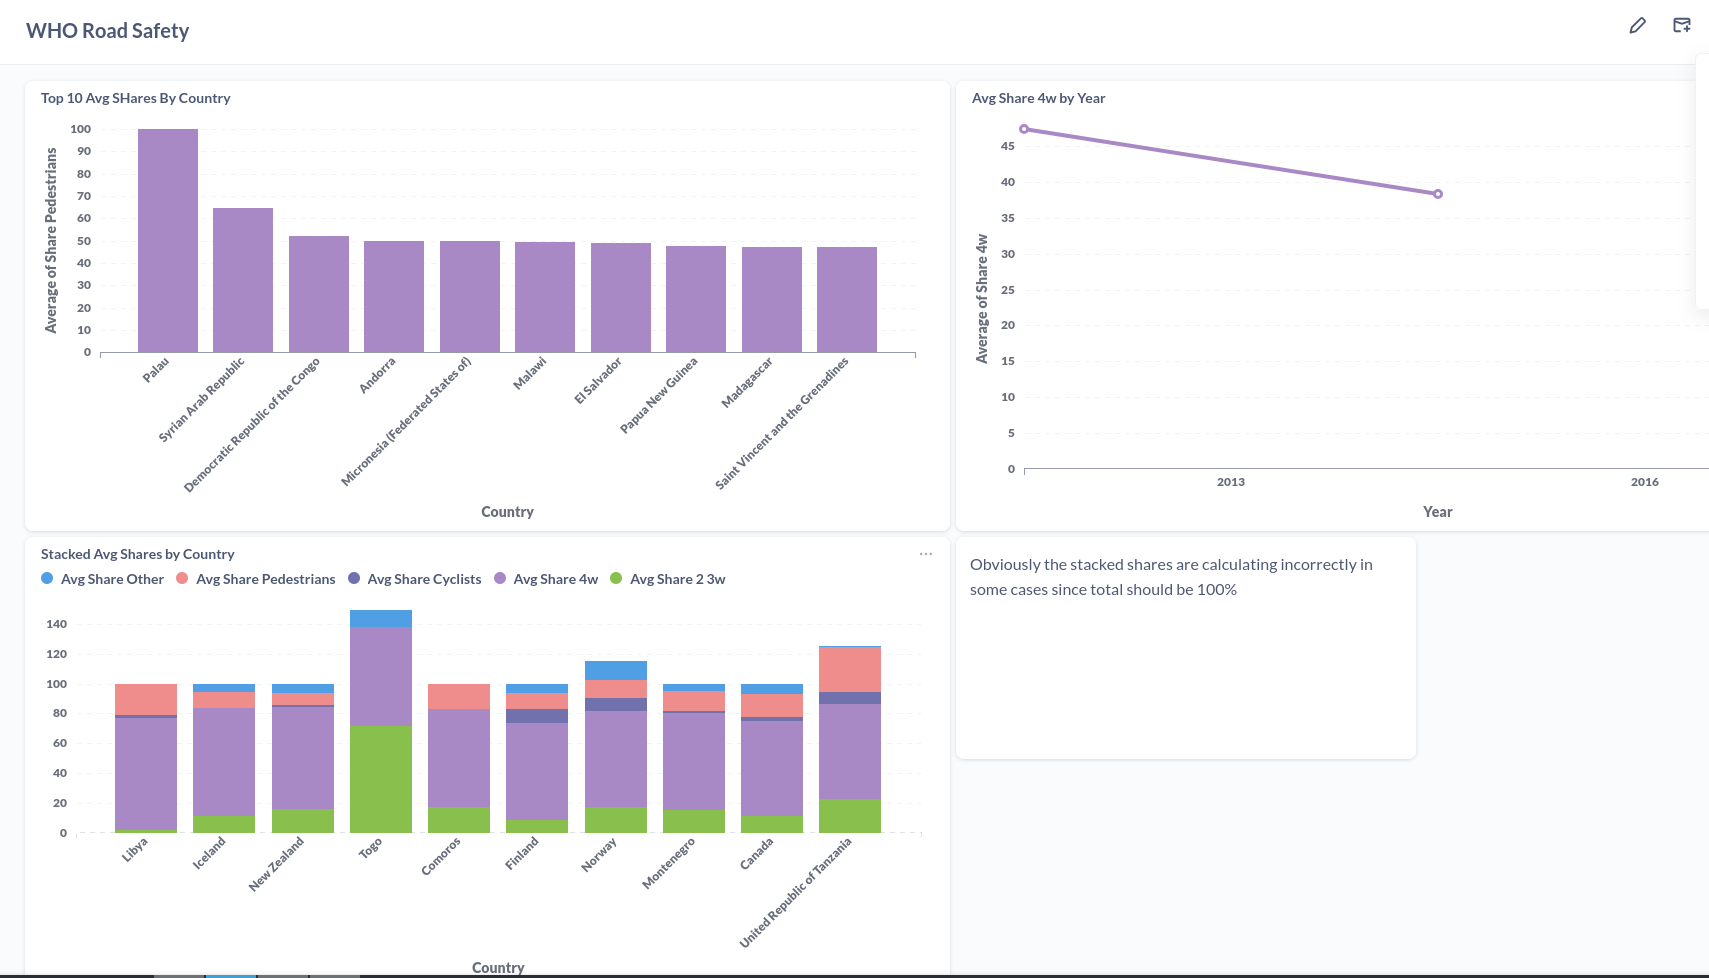 WHO Road Safety
Top 10 Avg SHares By Country
Average of Share Pedestrians
100
90
80
70
60
50
40
30
20
10
0
Palau
Syrian Arab Republic
Democratic Republic of the Congo
Andorra
Micronesia (Federated States of)
Malawi
El Salvador
Papua New Guinea
Madagascar
Saint Vincent and the Grenadines
Country
Avg Share 4w by Year
Average of Share 4w
45
40
35
30
25
20
15
10
5
0
2013
2016
Year
Stacked Avg Shares by Country
Avg Share Other Avg Share Pedestrians Avg Share Cyclists Avg Share 4w Avg Share 2 3w
140
120
100
80
60
40
20
0
Libya
Iceland
New Zealand
Togo
Comoros
Finland
Norway
Montenegro
Canada
United Republic of Tanzania
Country
Obviously the stacked shares are calculating incorrectly in
some cases since total should be 100%